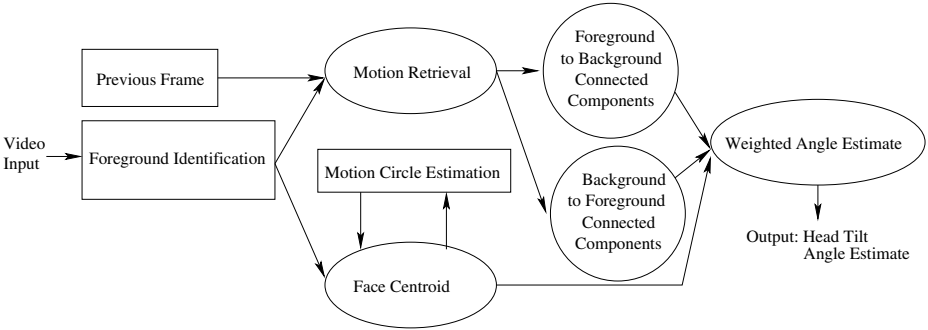 Previous Frame
Video
Input
Foreground Identification
Motion Retrieval
Motion Circle Estimation
Face Centroid
Foreground
to Background
Connected
Components
Background
to Foreground
Connected
Components
Weighted Angle Estimate
Output: Head Tilt
Angle Estimate